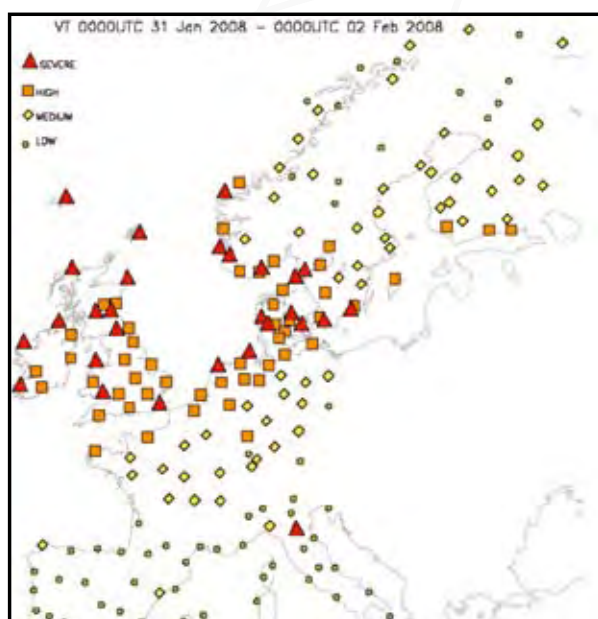 VT 0000UTC 31 Jan 2008 - 0000UTC 02 Feb 2008
SEVERE
HIGH
MEDIUM
LOW